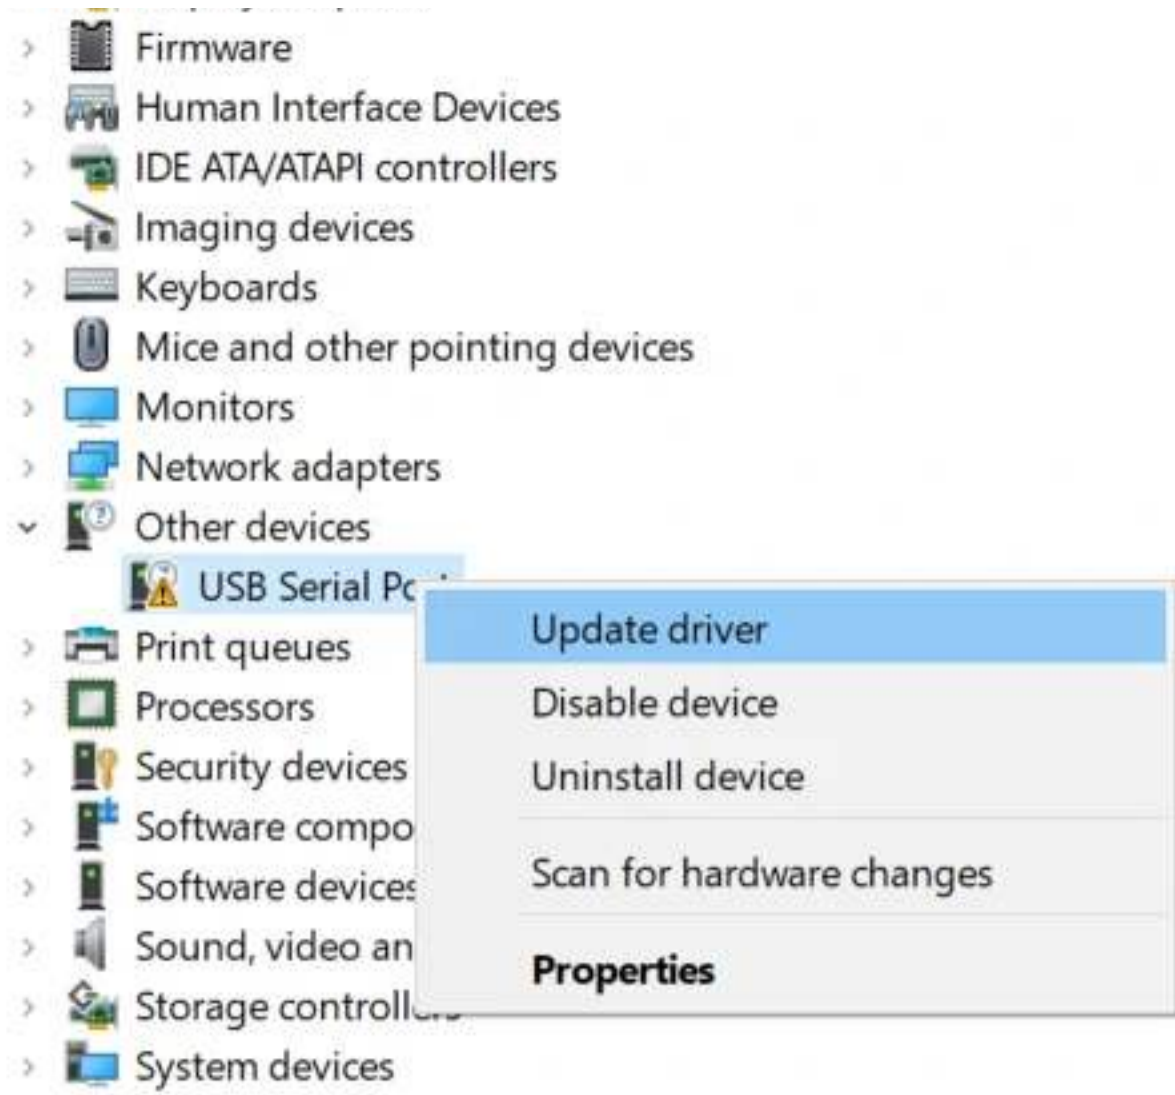 Firmware
Human Interface Devices
IDE ATA/ATAPI controllers
Imaging devices
Keyboards
Mice and other pointing devices
Monitors
Network adapters
Other devices
USB Serial Po
Update driver
Disable device
Uninstall device
Scan for hardware changes
Properties
Print queues
Processors
Security devices
Software compo
Software devices
Sound, video an
Storage controllers
System devices